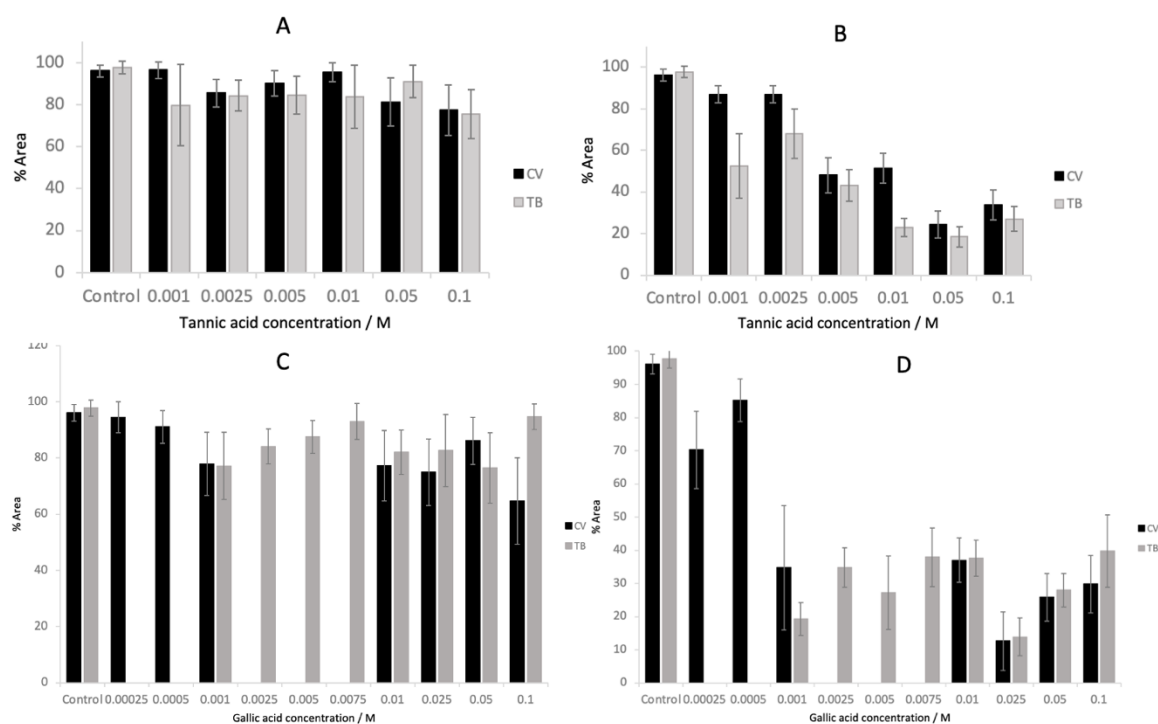 A
% Area
100
80
60
40
20
0
CV
TB
Control 0.001 0.0025 0.005 0.01 0.05 0.1
Tannic acid concentration / M
B
% Area
100
80
60
40
20
0
CV
TB
Control 0.001 0.0025 0.005 0.01 0.05 0.1
Tannic acid concentration / M
C
% Area
120
100
80
60
40
20
0
CV
TB
Control 0.00025 0.0005 0.001 0.0025 0.005 0.0075 0.01 0.025 0.05 0.1
Gallic acid concentration / M
D
% Area
100
90
80
70
60
50
40
30
20
10
0
CV
TB
Control 0.00025 0.0005 0.001 0.0025 0.005 0.0075 0.01 0.025 0.05 0.1
Gallic acid concentration / M